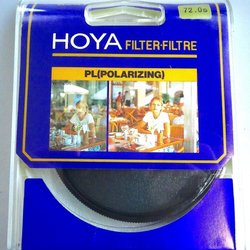 72.0s
HOYA FILTER·FILTRE
PL(POLARIZING)